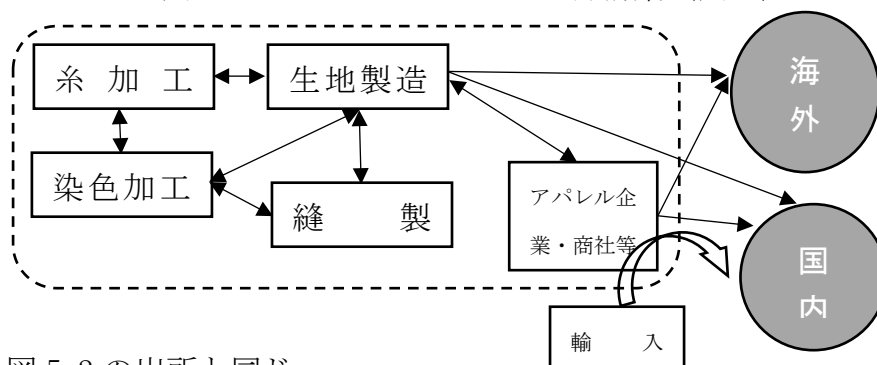 糸加工
生地製造
海
外
染色加工
縫製
アパレル企
業・商社等
国
内
輸入